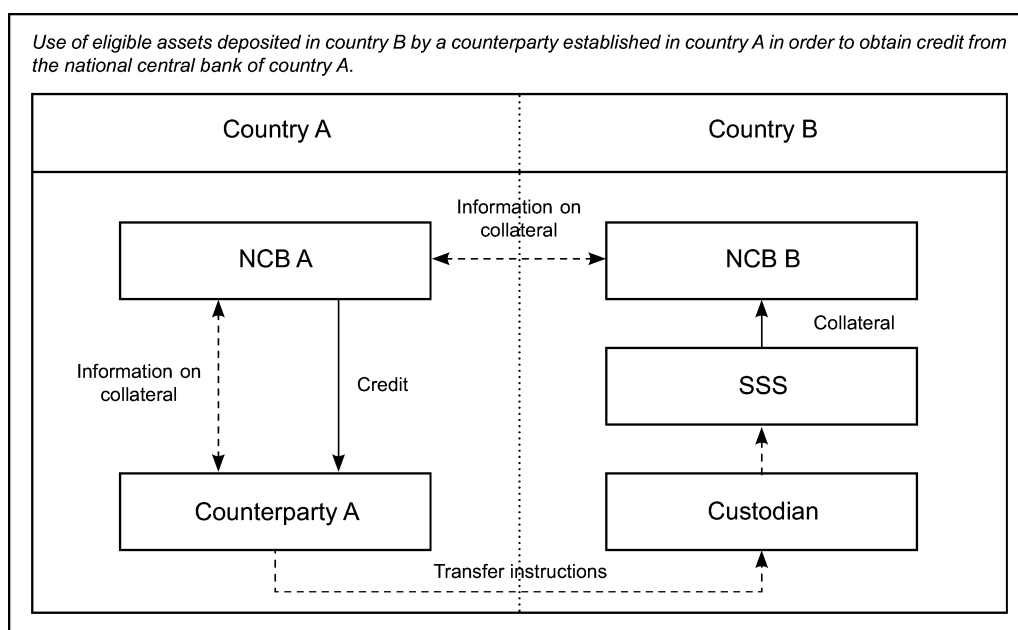 Use of eligible assets deposited in country B by a counterparty established in country A in order to obtain credit from
the national central bank of country A.
Country A
Country B
Information on
collateral
NCB A
NCB B
Collateral
Information on
collateral
Credit
SSS
Counterparty A
Custodian
Transfer instructions